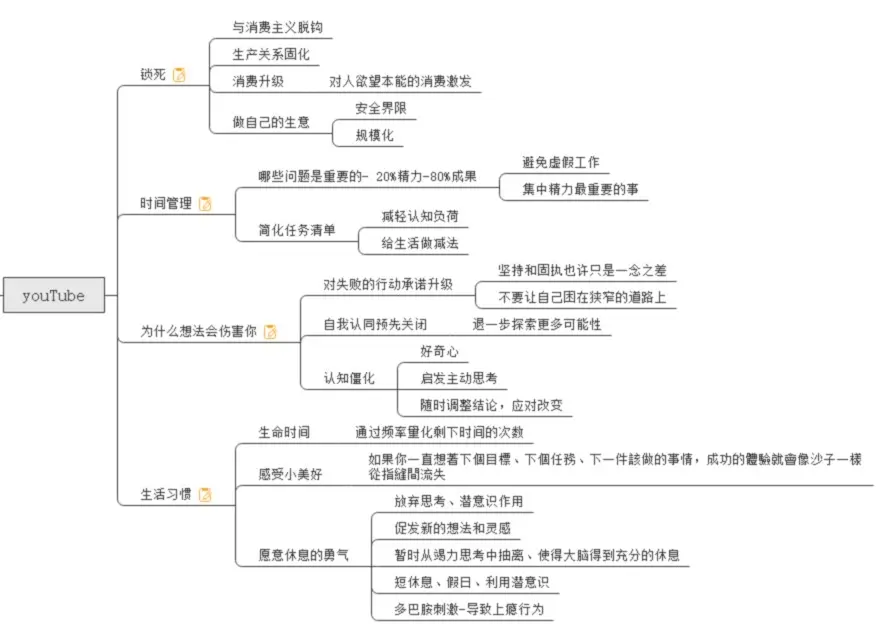 youTube
锁死
与消费主义脱钩
生产关系固化
消费升级
对人欲望本能的消费激发
做自己的生意
安全界限
规模化
时间管理
哪些问题是重要的- 20%精力-80%成果
避免虚假工作
集中精力最重要的事
简化任务清单
减轻认知负荷
给生活做减法
为什么想法会伤害你
对失败的行动承诺升级
坚持和固执也许只是一念之差
不要让自己困在狭窄的道路上
自我认同预先关闭
退一步探索更多可能性
认知僵化
好奇心
启发主动思考
随时调整结论，应对改变
生活习惯
生命时间
通过频率量化剩下时间的次数
感受小美好
如果你一直想著下個目標、下個任務、下一件該做的事情，成功的體驗就會像沙子一樣
從指縫間流失
愿意休息的勇气
放弃思考、潜意识作用
促发新的想法和灵感
暂时从竭力思考中抽离、使得大脑得到充分的休息
短休息、假日、利用潜意识
多巴胺刺激-导致上瘾行为